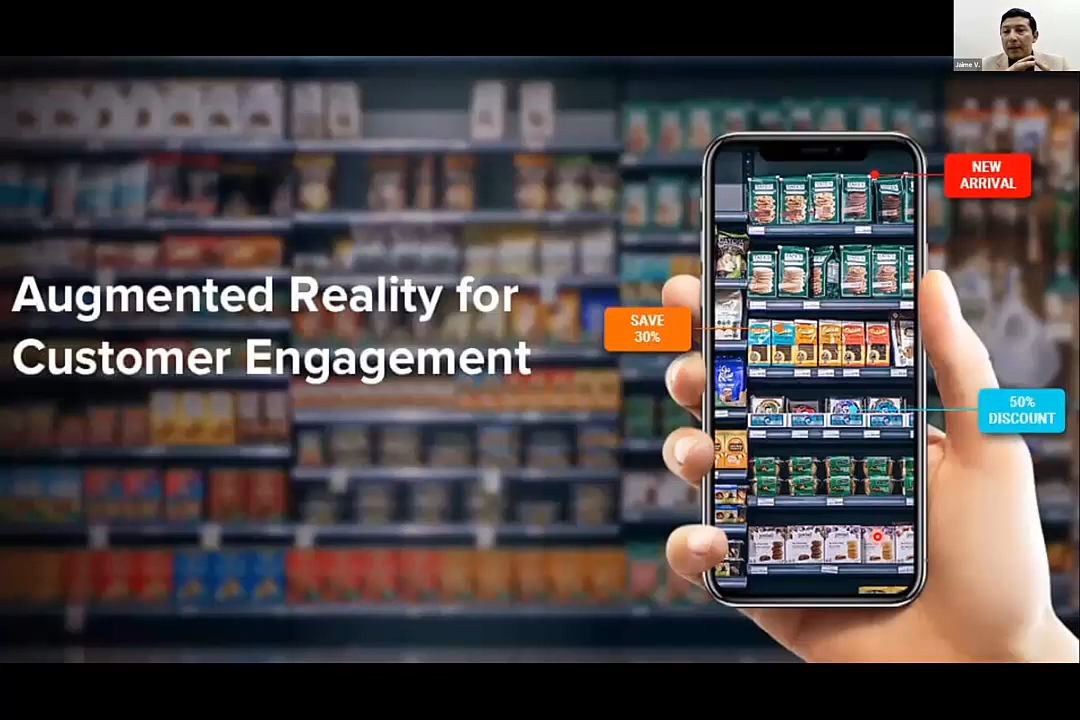 Jaime V.
Augmented Reality for
Customer Engagement
NEW
ARRIVAL
SAVE
30%
50%
DISCOUNT